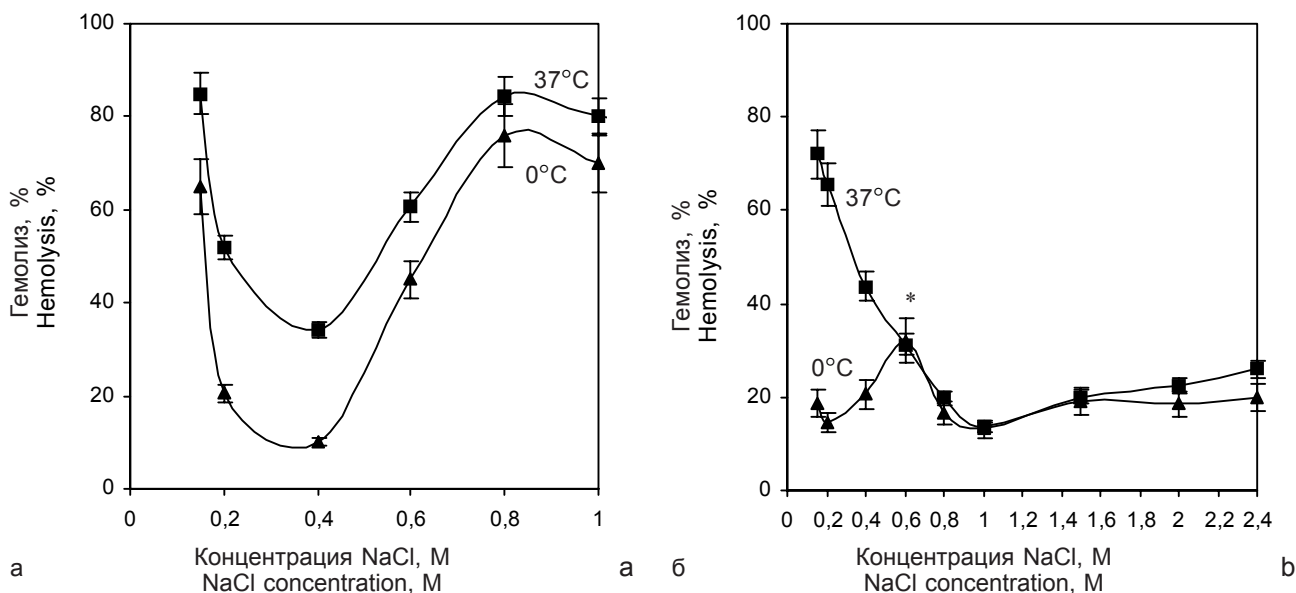 100
80
60
40
20
0
Гемолиз, %
Hemolysis, %
37°C
0°C
0
0,2
0,4
0,6
0,8
1
Концентрация NaCl, М
NaCl concentration, M
а
a
100
80
60
40
20
0
Гемолиз, %
Hemolysis, %
37°C
*
0°C
0
0,2
0,4
0,6
0,8
1
1,2
1,4
1,6
1,8
2
2,2
2,4
Концентрация NaCl, М
NaCl concentration, M
б
b